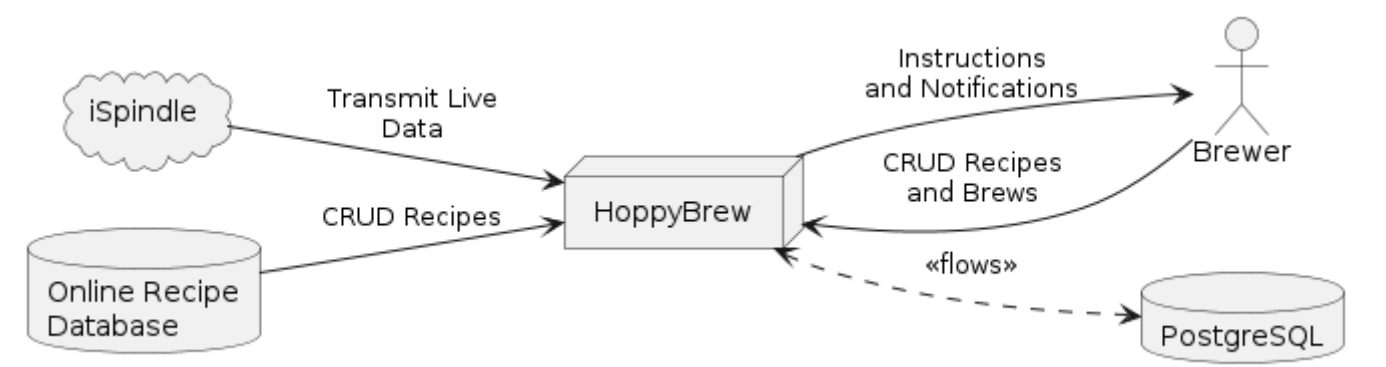 iSpindle
Transmit Live
Data
CRUD Recipes
Online Recipe
Database
HoppyBrew
Instructions
and Notifications
Brewer
CRUD Recipes
and Brews
«flows»
PostgreSQL